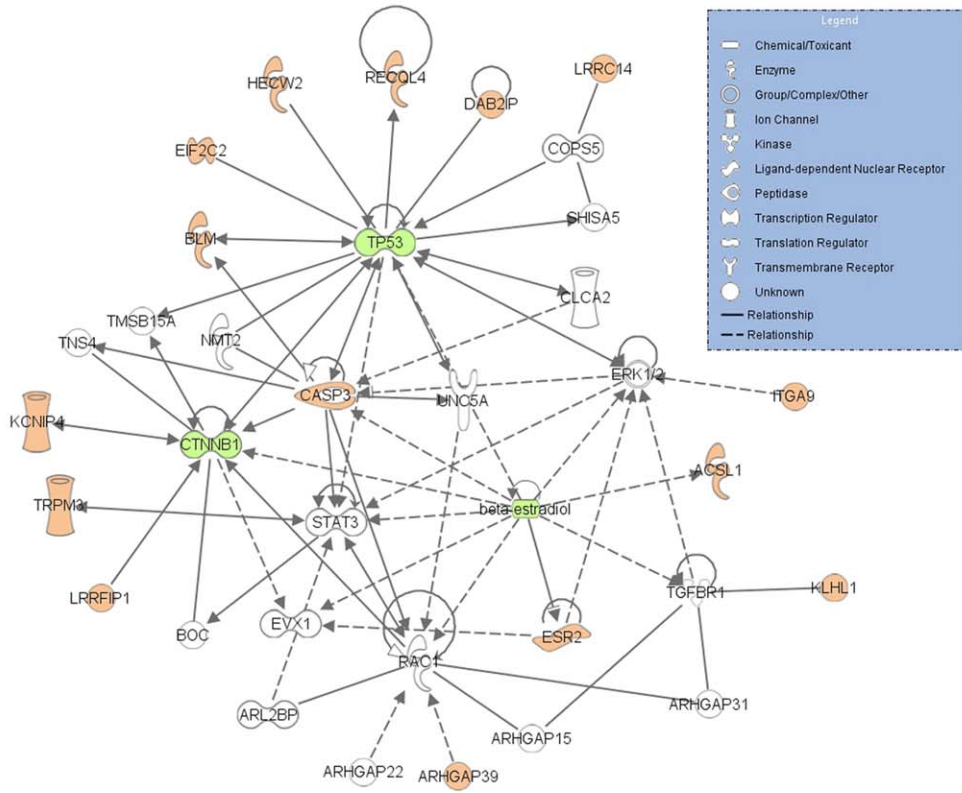 Legend
Chemical/Toxicant
Enzyme
Group/Complex/Other
Ion Channel
Kinase
Ligand-dependent Nuclear Receptor
Peptidase
Transcription Regulator
Translation Regulator
Transmembrane Receptor
Unknown
Relationship
Relationship
RECQL4
HECW2
LRRC14
DAB2IP
EIF2C2
COPS5
SHISA5
BLM
TP53
CLCA2
TMSB15A
NMT2
TNS4
ERK1/2
CASP3
UNC5A
ITGA9
KCNIP4
CTNNB1
ACSL1
TRPM3
beta-estradiol
STAT3
TGFBR1
KLHL1
LRRFIP1
EVX1
BOC
ESR2
RAC1
ARHGAP31
ARL2BP
ARHGAP15
ARHGAP22
ARHGAP39